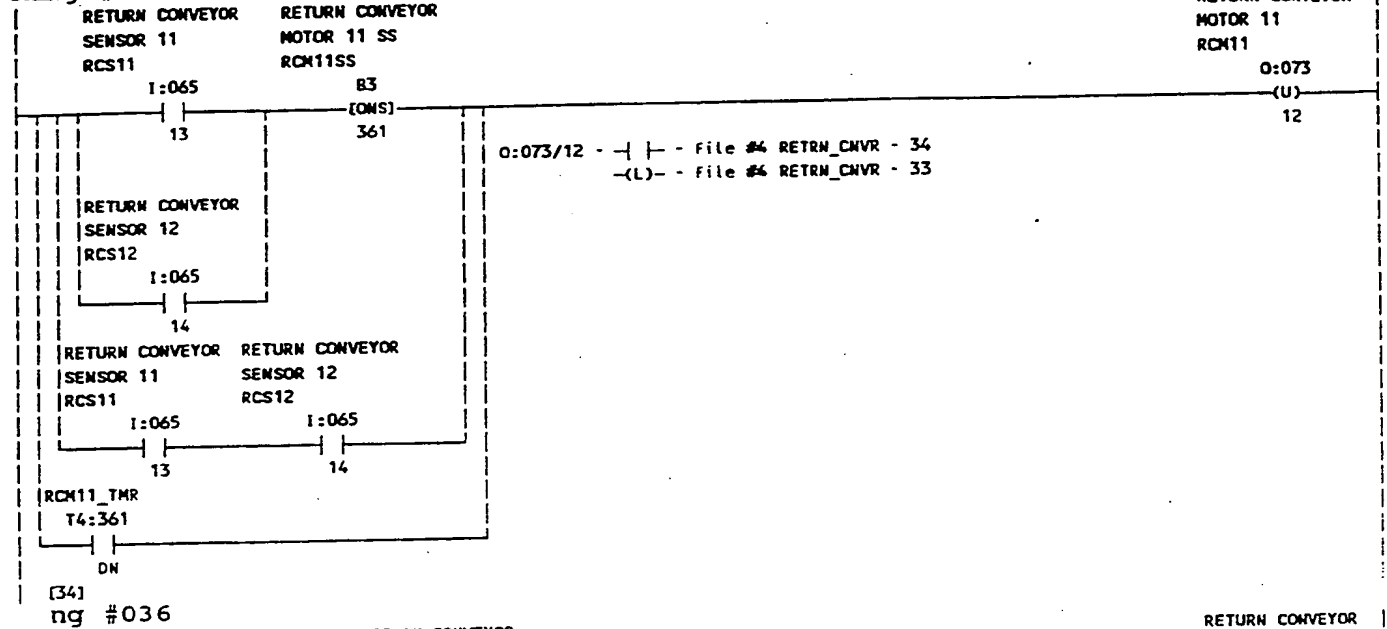 RETURN CONVEYOR RETURN CONVEYOR RETURN CONVEYOR
SENSOR 11 MOTOR 11 SS MOTOR 11
RCS11 RCM11SS RCM11
I:065 B3 O:073
[ONS] (U)
13 361 12
O:073/12 - -| |- - File #4 RETRN_CNVR - 34
-(L)- - File #4 RETRN_CNVR - 33
RETURN CONVEYOR
SENSOR 12
RCS12
I:065
14
RETURN CONVEYOR RETURN CONVEYOR
SENSOR 11 SENSOR 12
RCS11 RCS12
I:065 I:065
13 14
RCM11_TMR
T4:361
DN
[34]
ng #036
RETURN CONVEYOR